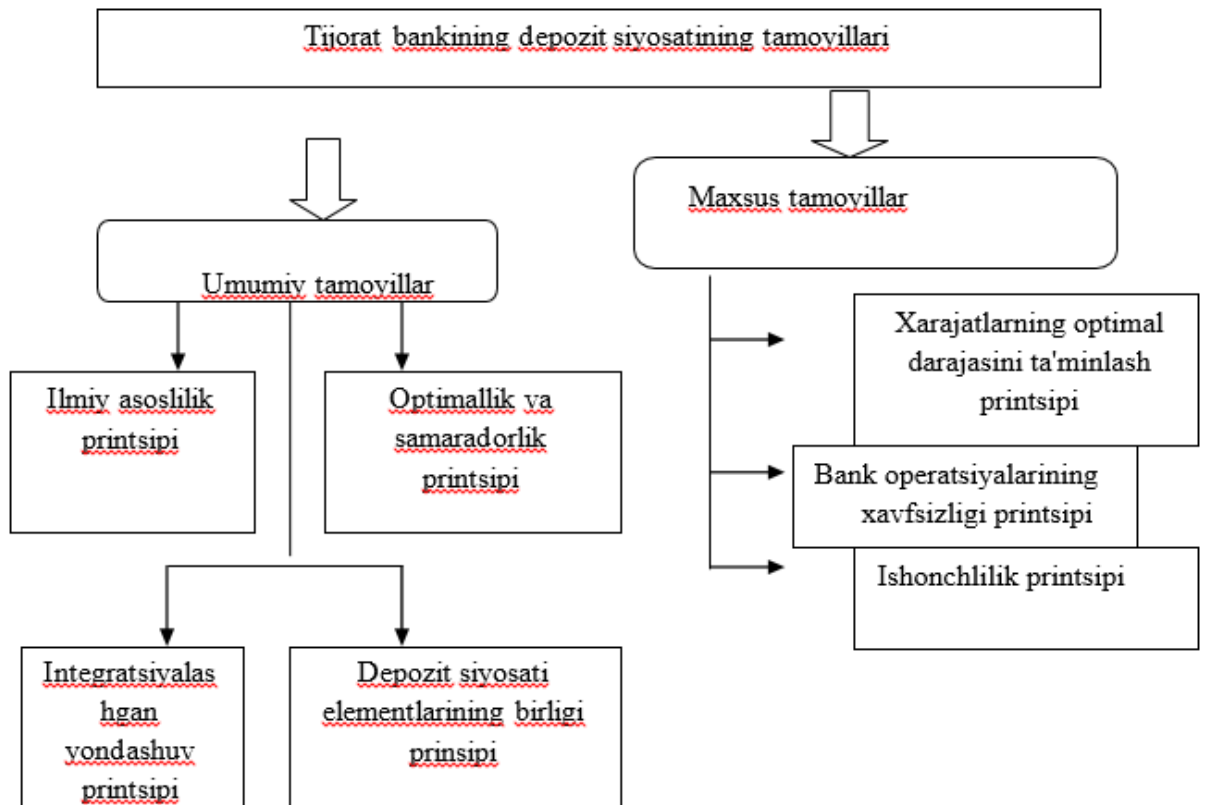 Tijorat bankining depozit siyosatining tamoyillari
Maxsus tamoyillar
Umumiy tamoyillar
Xarajatlarning optimal
darajasini ta'minlash
printsipi
Ilmiy asoslilik
printsipi
Optimallik va
samaradorlik
printsipi
Bank operatsiyalarining
xavfsizligi printsipi
Ishonchlilik printsipi
Integratsiyalas
hgan
yondashuv
printsipi
Depozit siyosati
elementlarining birligi
prinsipi